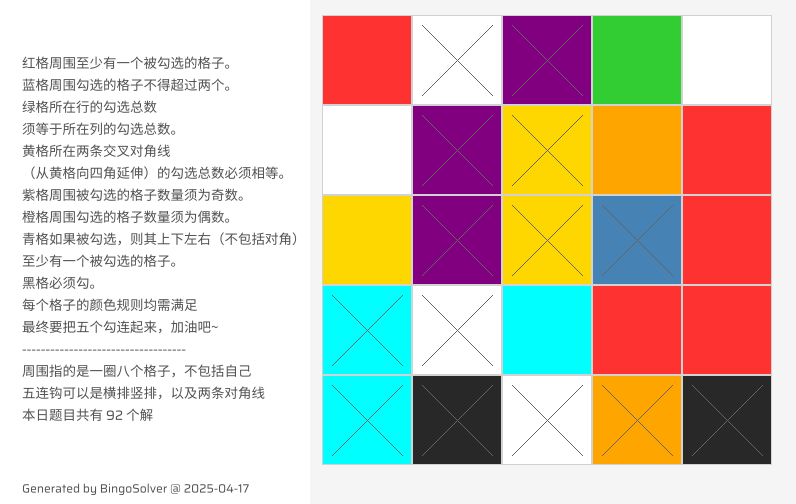 红格周围至少有一个被勾选的格子。
蓝格周围勾选的格子不得超过两个。
绿格所在行的勾选总数
须等于所在列的勾选总数。
黄格所在两条交叉对角线
（从黄格向四角延伸）的勾选总数必须相等。
紫格周围被勾选的格子数量须为奇数。
橙格周围勾选的格子数量须为偶数。
青格如果被勾选，则其上下左右（不包括对角）
至少有一个被勾选的格子。
黑格必须勾。
每个格子的颜色规则均需满足
最终要把五个勾连起来，加油吧~
-----------------------------------
周围指的是一圈八个格子，不包括自己
五连钩可以是横排竖排，以及两条对角线
本日题目共有 92 个解
Generated by BingoSolver @ 2025-04-17